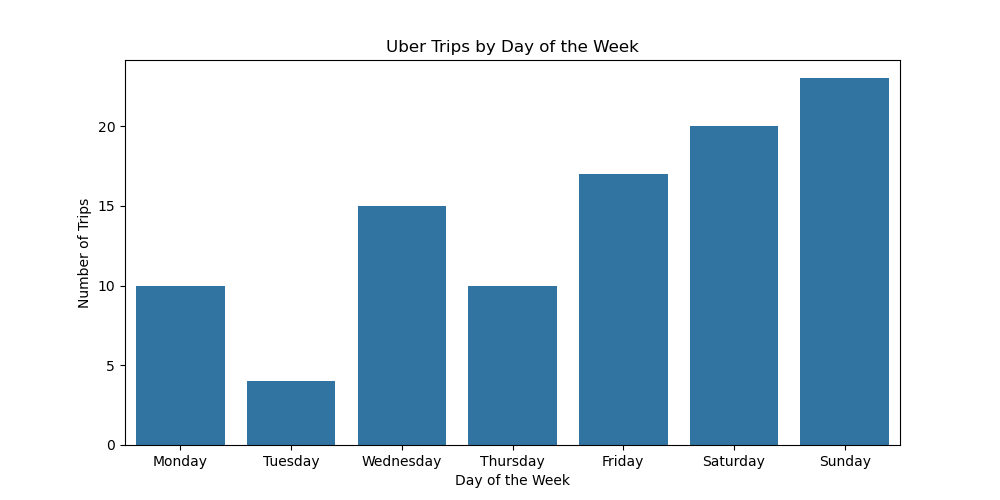 Uber Trips by Day of the Week
Number of Trips
20
15
10
5
0
Monday Tuesday Wednesday Thursday Friday Saturday Sunday
Day of the Week